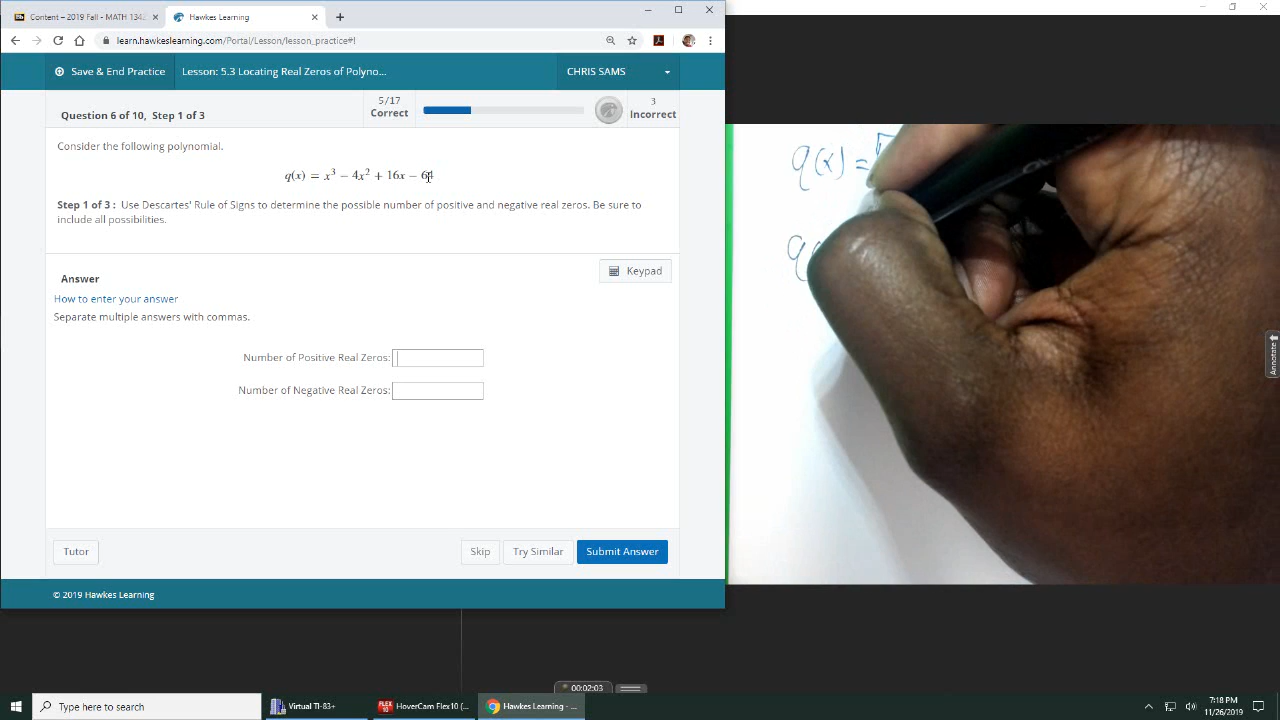 Content – 2019 Fall - MATH 1342
Hawkes Learning
learn.hawkeslearning.com/Portal/Lesson/lesson_practice#!
Save & End Practice
Lesson: 5.3 Locating Real Zeros of Polyno...
CHRIS SAMS
Question 6 of 10, Step 1 of 3
5/17
Correct
3
Incorrect
Consider the following polynomial.
q(x) = x³ − 4x² + 16x − 64
Step 1 of 3 : Use Descartes' Rule of Signs to determine the possible number of positive and negative real zeros. Be sure to
include all possibilities.
Answer
Keypad
How to enter your answer
Separate multiple answers with commas.
Number of Positive Real Zeros:
Number of Negative Real Zeros:
Tutor
Skip
Try Similar
Submit Answer
© 2019 Hawkes Learning
q(x) =
Annotate
00:02:03
Type here to search
Virtual TI-83+
FLEX 10
HoverCam Flex10 (...
Hawkes Learning - ...
7:18 PM
11/26/2019